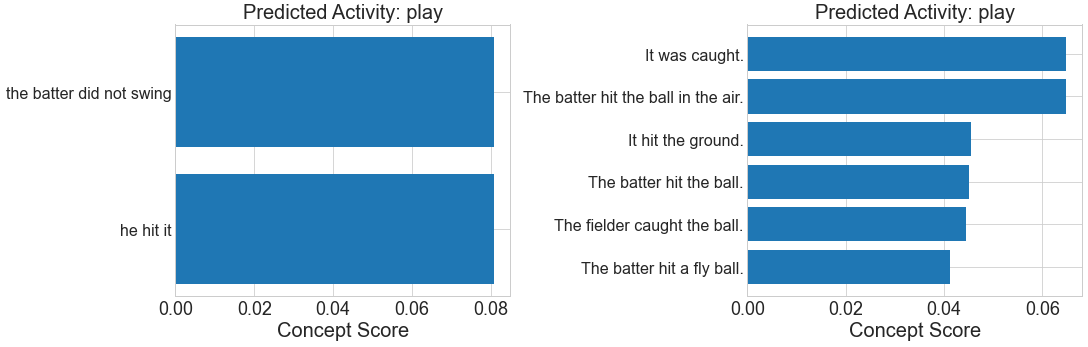 Predicted Activity: play
the batter did not swing
he hit it
0.00 0.02 0.04 0.06 0.08
Concept Score
Predicted Activity: play
It was caught.
The batter hit the ball in the air.
It hit the ground.
The batter hit the ball.
The fielder caught the ball.
The batter hit a fly ball.
0.00 0.02 0.04 0.06
Concept Score